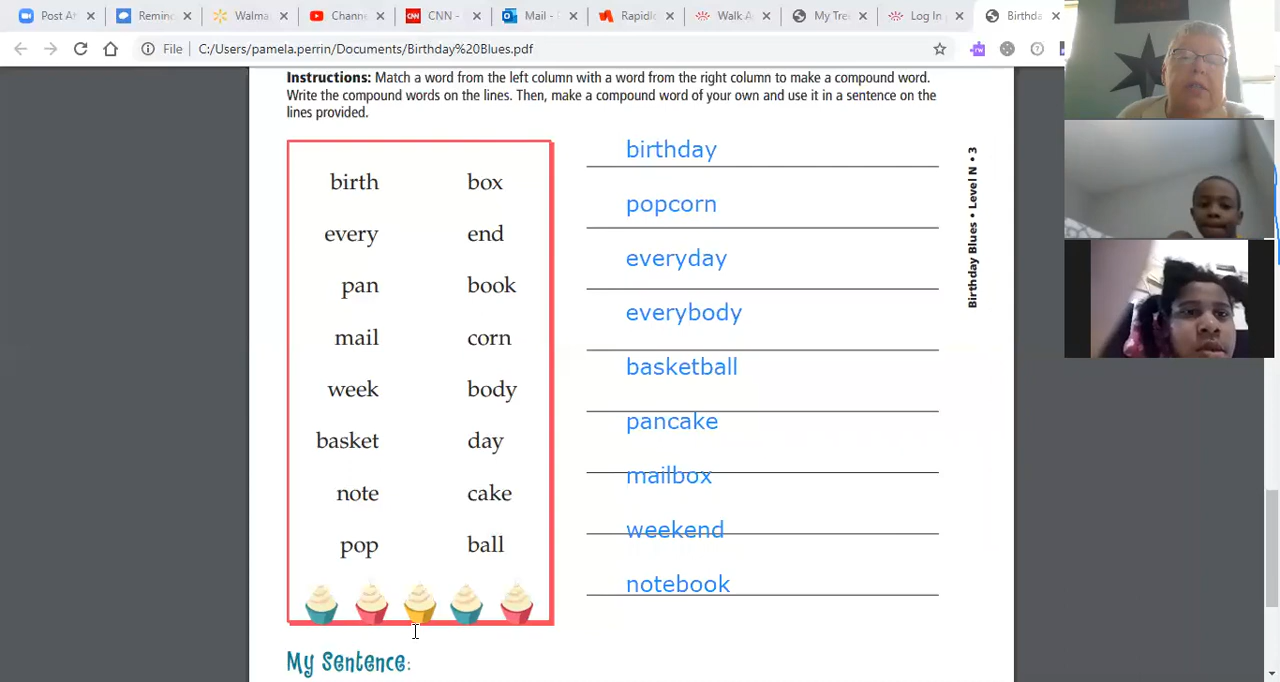 Post At
Remin
Walma
Chann
CNN -
Mail -
Rapidl
Walk A
My Tre
Log In
Birthda
File
C:/Users/pamela.perrin/Documents/Birthday%20Blues.pdf
Instructions: Match a word from the left column with a word from the right column to make a compound word.
Write the compound words on the lines. Then, make a compound word of your own and use it in a sentence on the
lines provided.
birth box
every end
pan book
mail corn
week body
basket day
note cake
pop ball
birthday
popcorn
everyday
everybody
basketball
pancake
mailbox
weekend
notebook
Birthday Blues • Level N • 3
My Sentence: